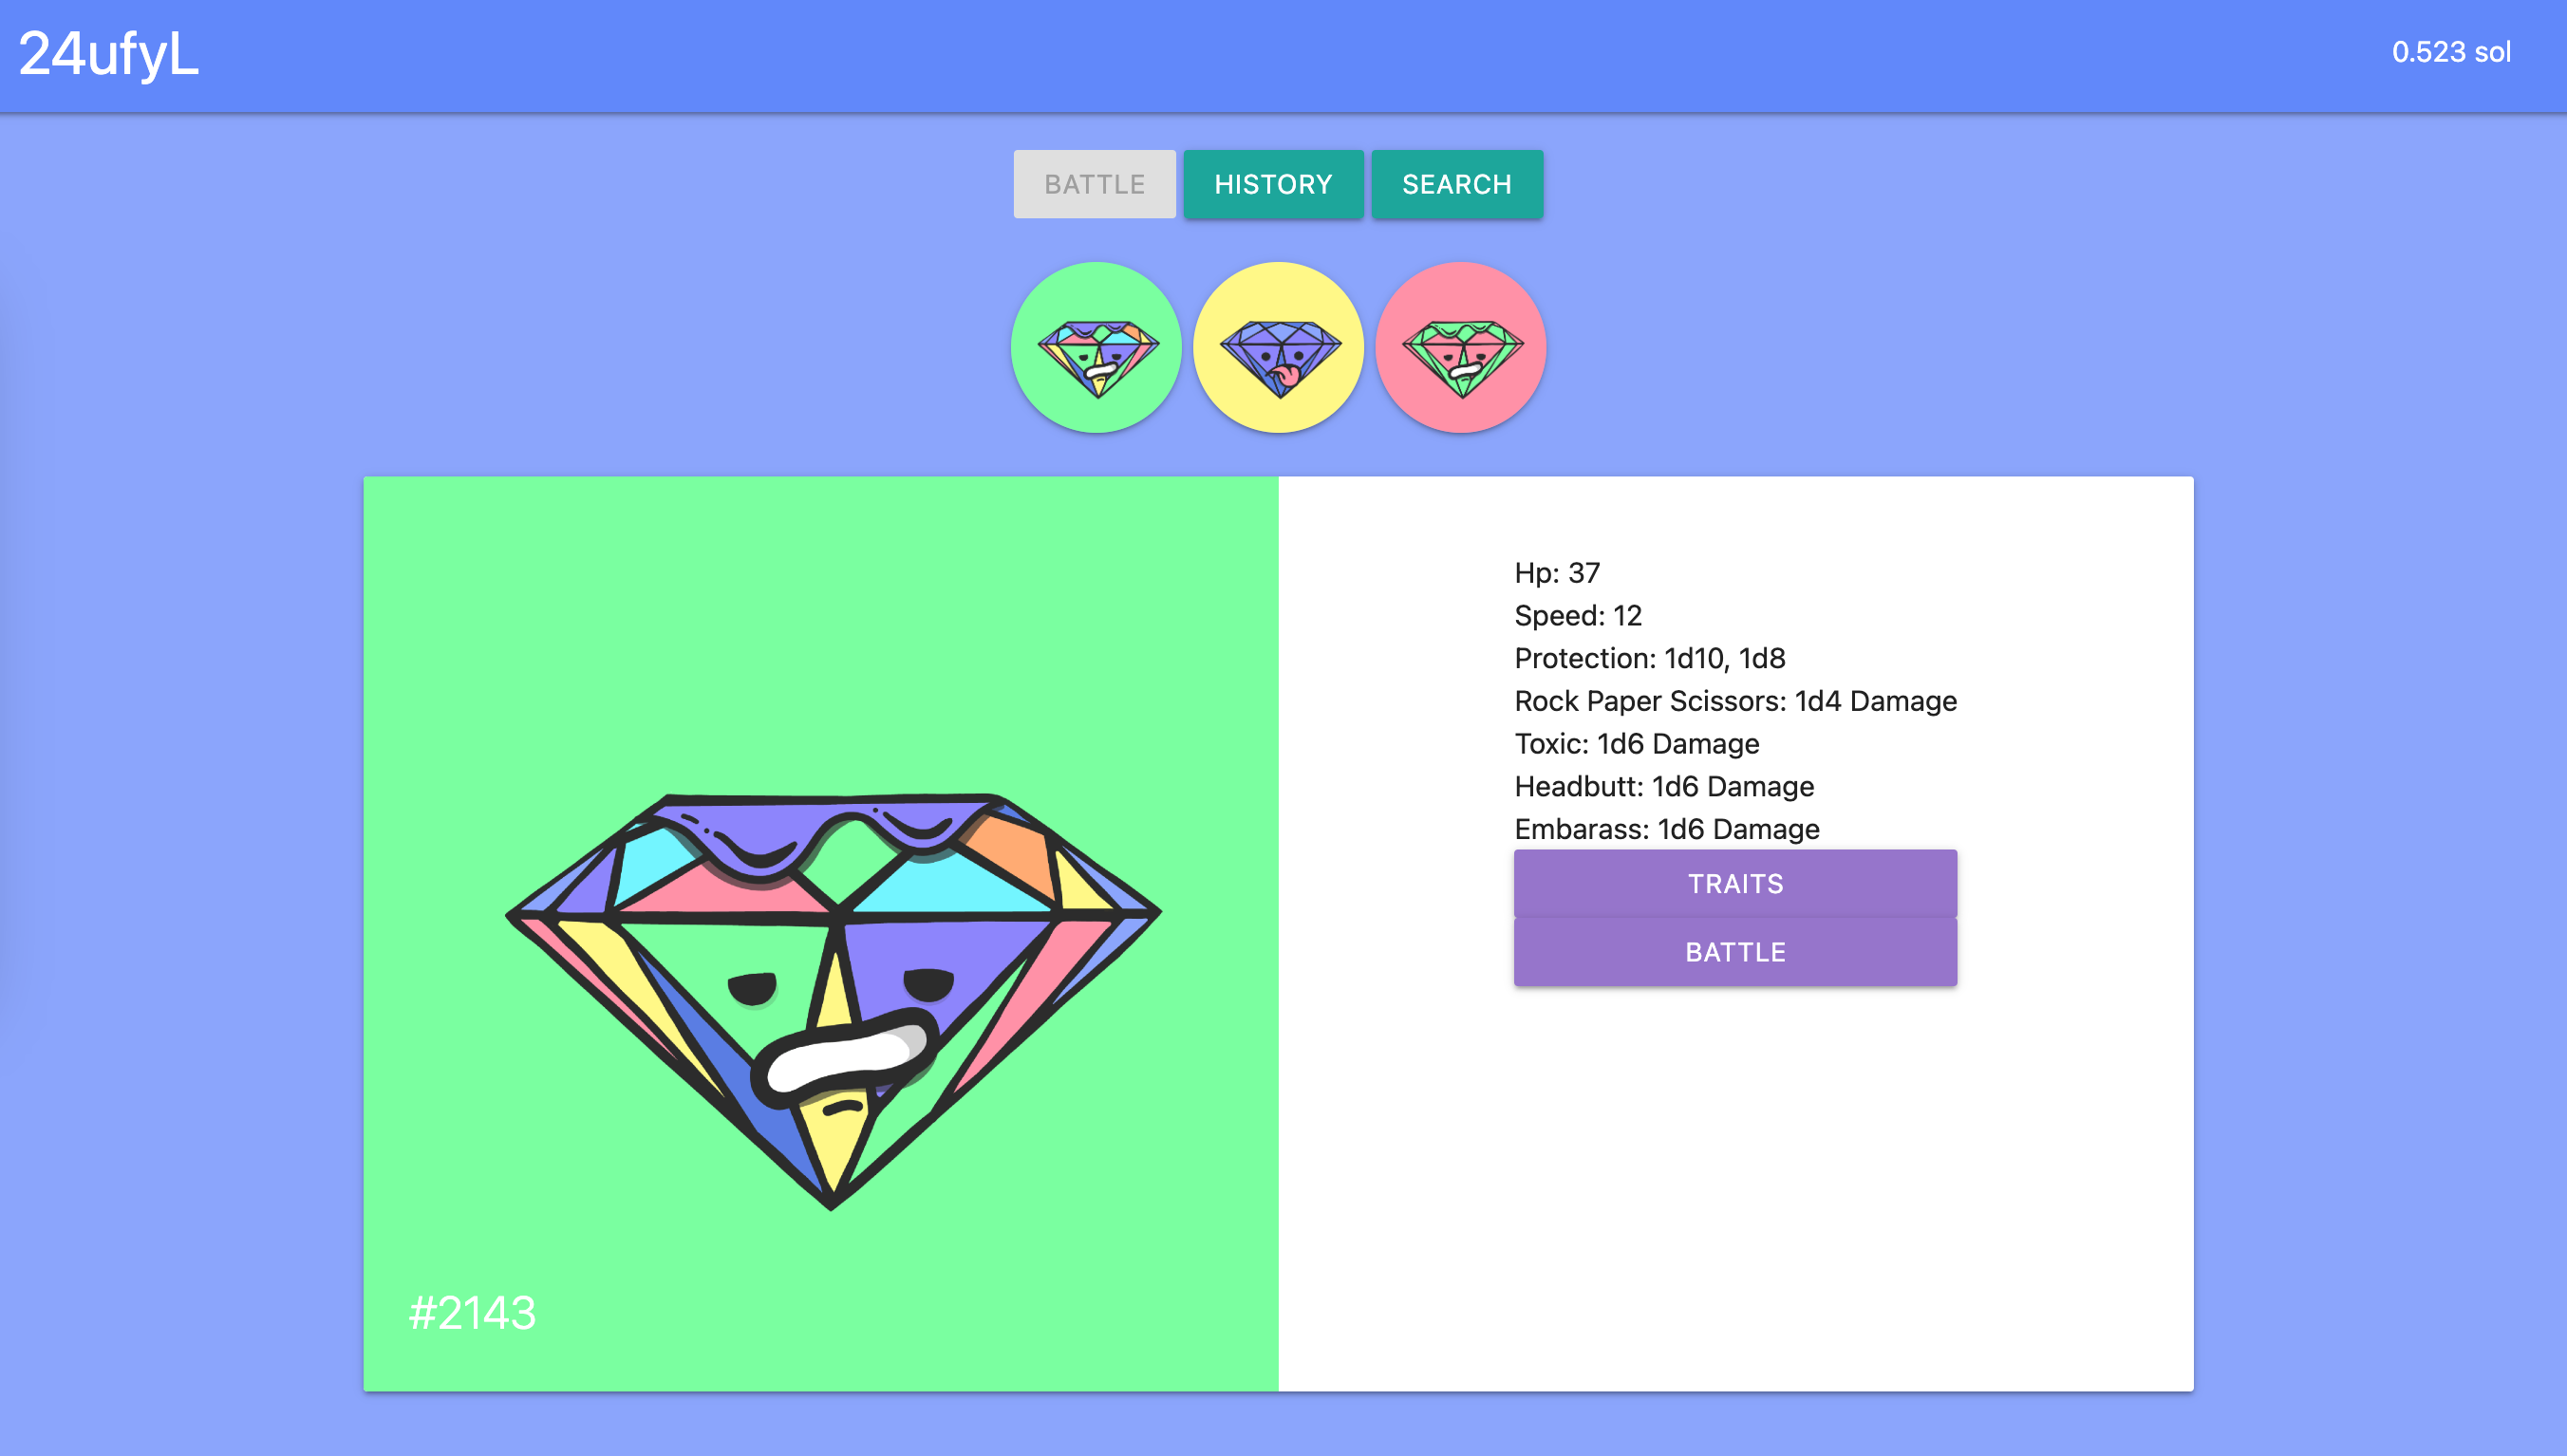 24ufyL
0.523 sol
BATTLE
HISTORY
SEARCH
Hp: 37
Speed: 12
Protection: 1d10, 1d8
Rock Paper Scissors: 1d4 Damage
Toxic: 1d6 Damage
Headbutt: 1d6 Damage
Embarass: 1d6 Damage
TRAITS
BATTLE
#2143